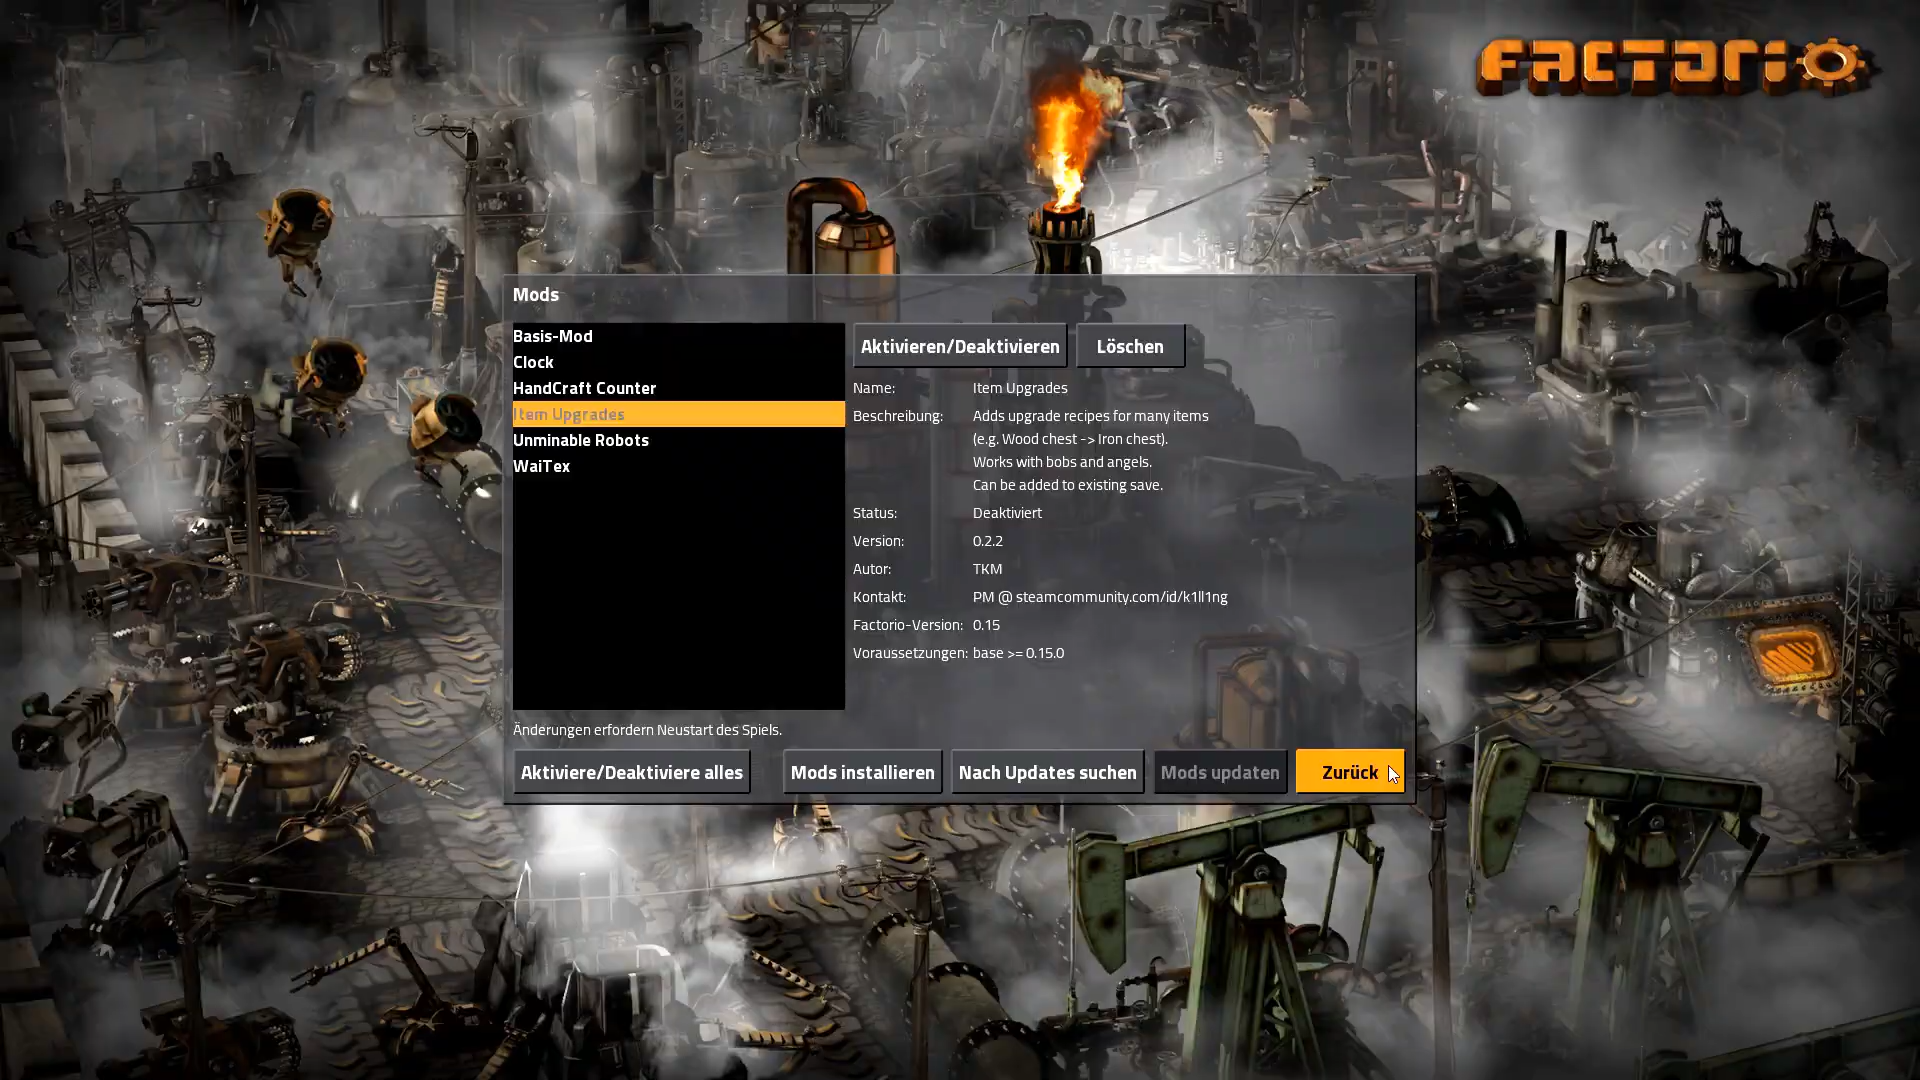 FACTORIO
Mods
Basis-Mod
Clock
HandCraft Counter
Item Upgrades
Unminable Robots
WaiTex
Aktivieren/Deaktivieren
Löschen
Name: Item Upgrades
Beschreibung: Adds upgrade recipes for many items
(e.g. Wood chest -> Iron chest).
Works with bobs and angels.
Can be added to existing save.
Status: Deaktiviert
Version: 0.2.2
Autor: TKM
Kontakt: PM @ steamcommunity.com/id/k1ll1ng
Factorio-Version: 0.15
Voraussetzungen: base >= 0.15.0
Änderungen erfordern Neustart des Spiels.
Aktiviere/Deaktiviere alles
Mods installieren
Nach Updates suchen
Mods updaten
Zurück